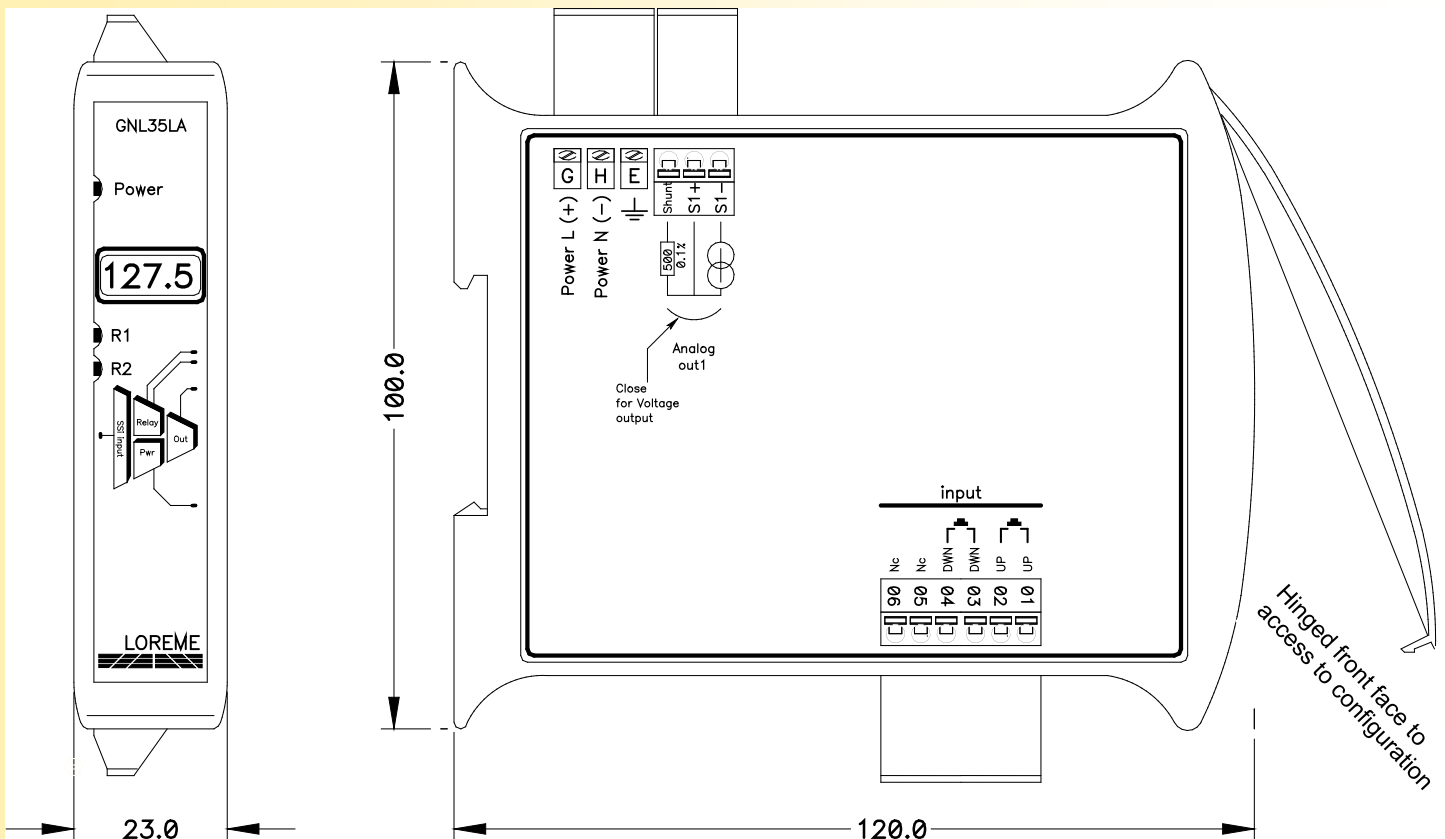 GNL35LA
Power
127.5
R1
R2
SSI Input
Relay
Pwr
Out
LOREME
23.0
100.0
G H E
Power L (+)
Power N (-)
Shunt
S1+
S1-
500
0.1%
Analog
out1
Close
for Voltage
output
input
Nc Nc DWN DWN UP UP
06 05 04 03 02 01
120.0
Hinged front face to
access to configuration